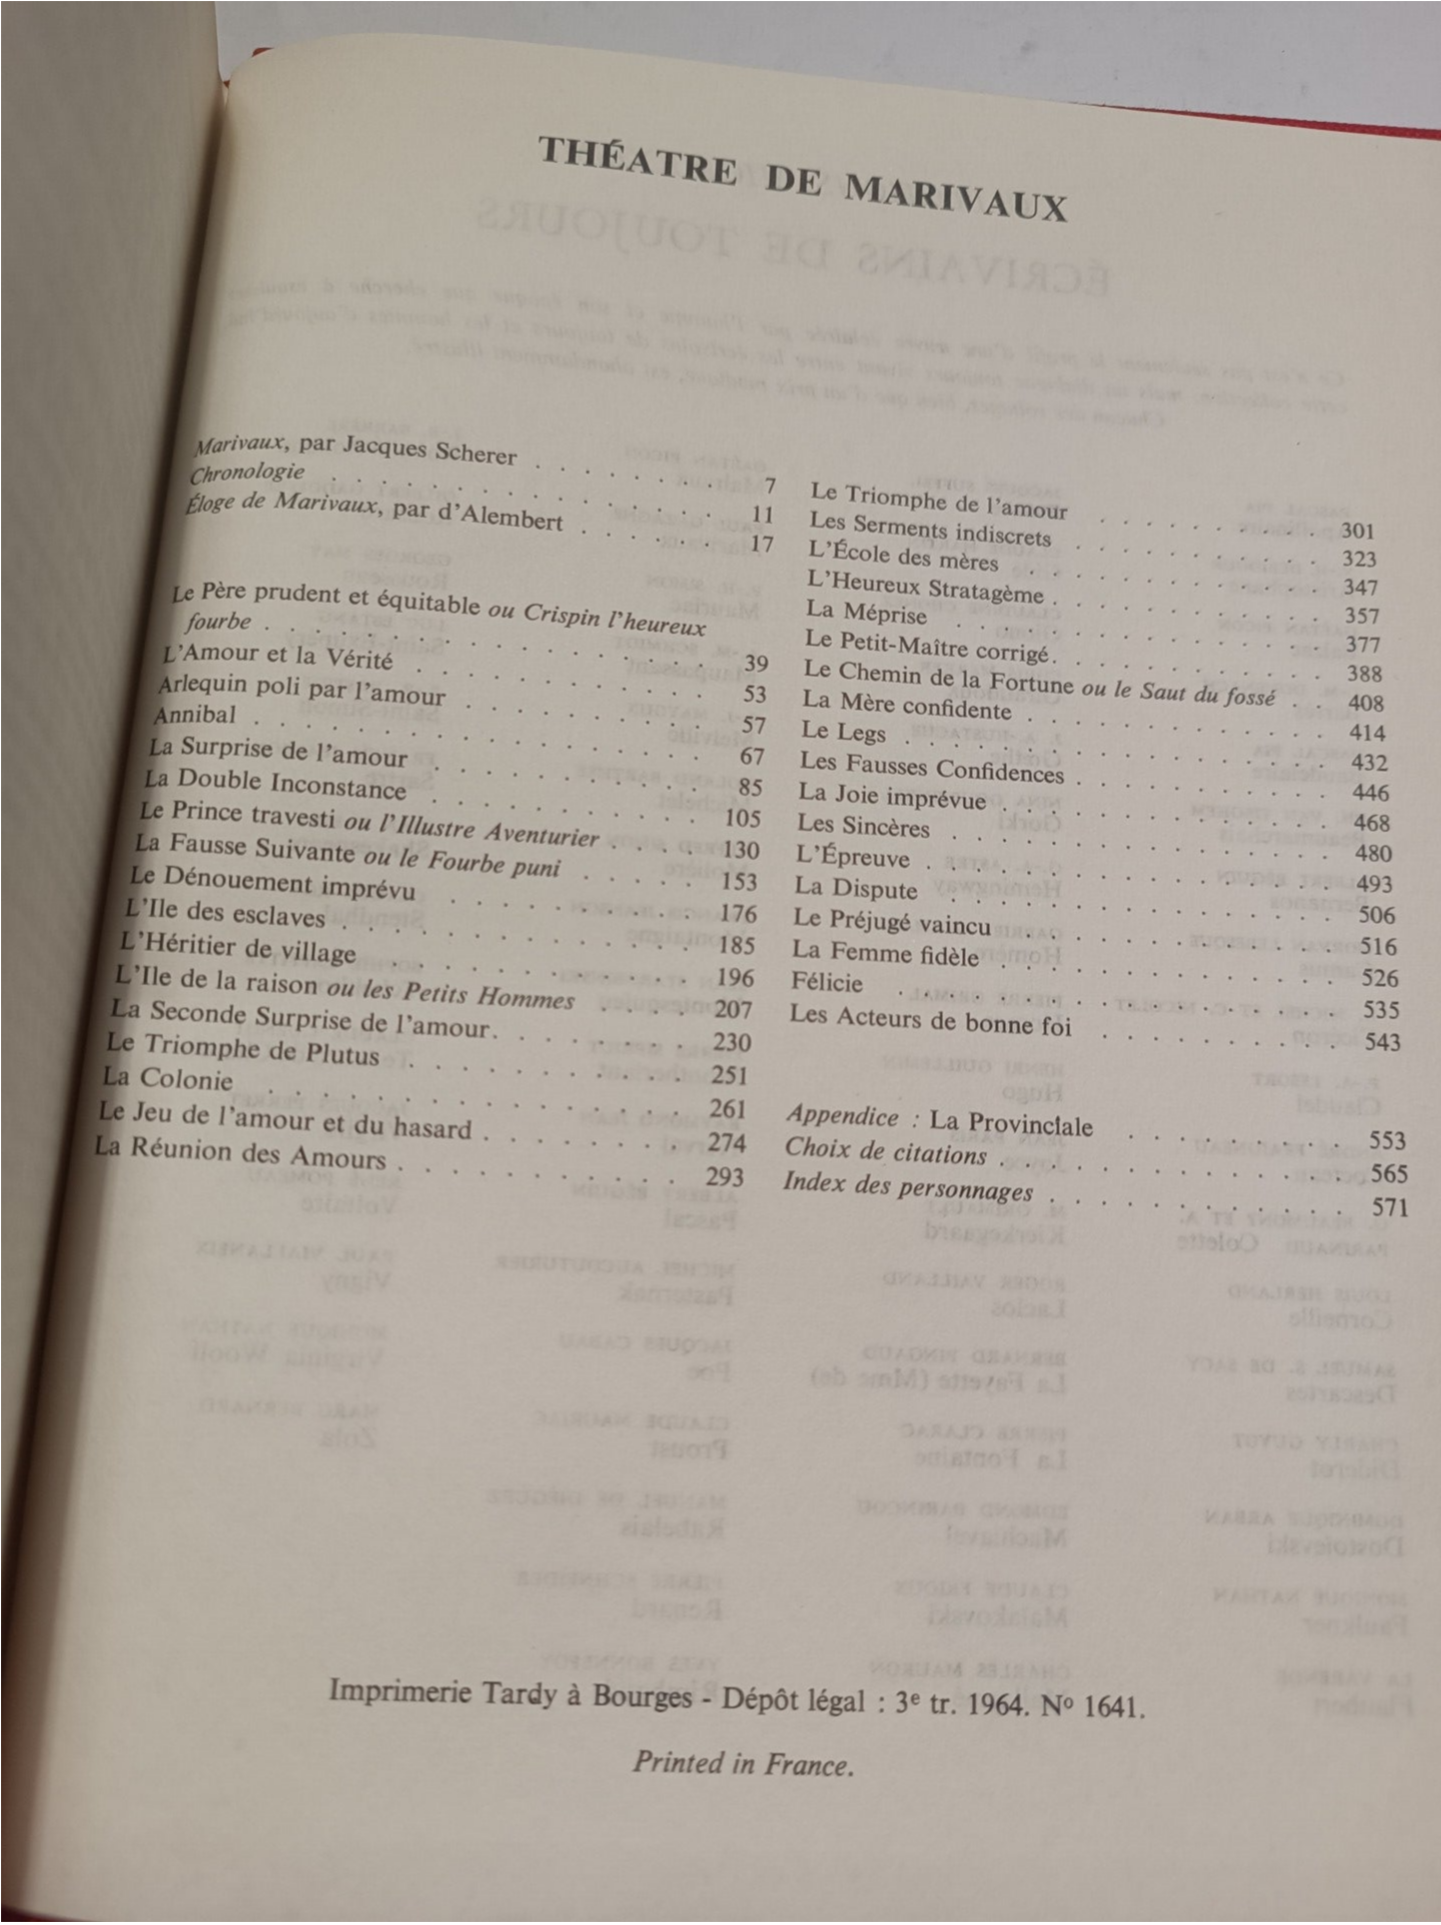 THÉATRE DE MARIVAUX
Marivaux, par Jacques Scherer . . . . . . . . 7
Chronologie . . . . . . . . . . . . . . . . 11
Éloge de Marivaux, par d'Alembert . . . . . . 17
Le Père prudent et équitable ou Crispin l'heureux
fourbe . . . . . . . . . . . . . . . . . . 39
L'Amour et la Vérité . . . . . . . . . . . . 53
Arlequin poli par l'amour . . . . . . . . . . 57
Annibal . . . . . . . . . . . . . . . . . . 67
La Surprise de l'amour . . . . . . . . . . . 85
La Double Inconstance . . . . . . . . . . . 105
Le Prince travesti ou l'Illustre Aventurier . . . . 130
La Fausse Suivante ou le Fourbe puni . . . . . 153
Le Dénouement imprévu . . . . . . . . . . 176
L'Ile des esclaves . . . . . . . . . . . . . . 185
L'Héritier de village . . . . . . . . . . . . 196
L'Ile de la raison ou les Petits Hommes . . . . 207
La Seconde Surprise de l'amour . . . . . . . . 230
Le Triomphe de Plutus . . . . . . . . . . . 251
La Colonie . . . . . . . . . . . . . . . . 261
Le Jeu de l'amour et du hasard . . . . . . . . 274
La Réunion des Amours . . . . . . . . . . . 293
Le Triomphe de l'amour . . . . . . . . . 301
Les Serments indiscrets . . . . . . . . . . 323
L'École des mères . . . . . . . . . . . . 347
L'Heureux Stratagème . . . . . . . . . . . 357
La Méprise . . . . . . . . . . . . . . . 377
Le Petit-Maître corrigé . . . . . . . . . . . 388
Le Chemin de la Fortune ou le Saut du fossé . . 408
La Mère confidente . . . . . . . . . . . . 414
Le Legs . . . . . . . . . . . . . . . . . 432
Les Fausses Confidences . . . . . . . . . . 446
La Joie imprévue . . . . . . . . . . . . . 468
Les Sincères . . . . . . . . . . . . . . . 480
L'Épreuve . . . . . . . . . . . . . . . . 493
La Dispute . . . . . . . . . . . . . . . 506
Le Préjugé vaincu . . . . . . . . . . . . 516
La Femme fidèle . . . . . . . . . . . . . 526
Félicie . . . . . . . . . . . . . . . . . 535
Les Acteurs de bonne foi . . . . . . . . . 543
Appendice : La Provinciale . . . . . . . . 553
Choix de citations . . . . . . . . . . . . . 565
Index des personnages . . . . . . . . . . . 571
Imprimerie Tardy à Bourges - Dépôt légal : 3e tr. 1964. No 1641.
Printed in France.